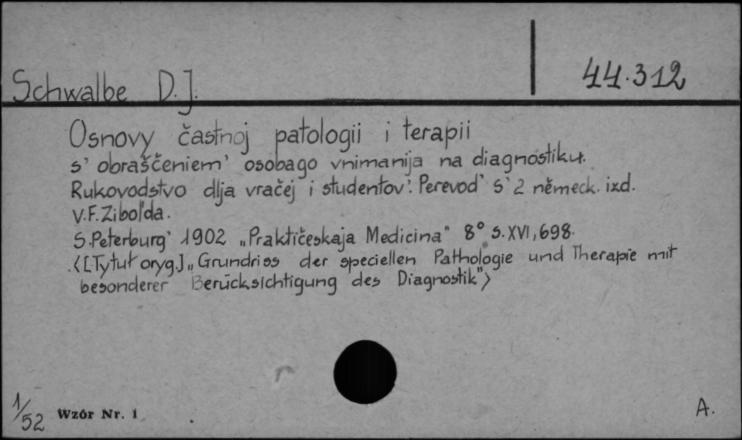 44.312
Schwalbe D.J.
Osnovy častnoj patologii i terapii
s' obraščeniem' osobago vnimanija na diagnostiku.
Rukovodstvo dlja vračej i studentov'. Perevod' s' 2 německ. izd.
V.F. Zibol'da.
S.Peterburg' 1902 „Praktičeskaja Medicina" 8° s. XVI, 698.
<[Tytuł oryg.] „Grundriss der speciellen Pathologie und Therapie mit
besonderer Berücksichtigung des Diagnostik">
1/52 Wzór Nr. 1
A.